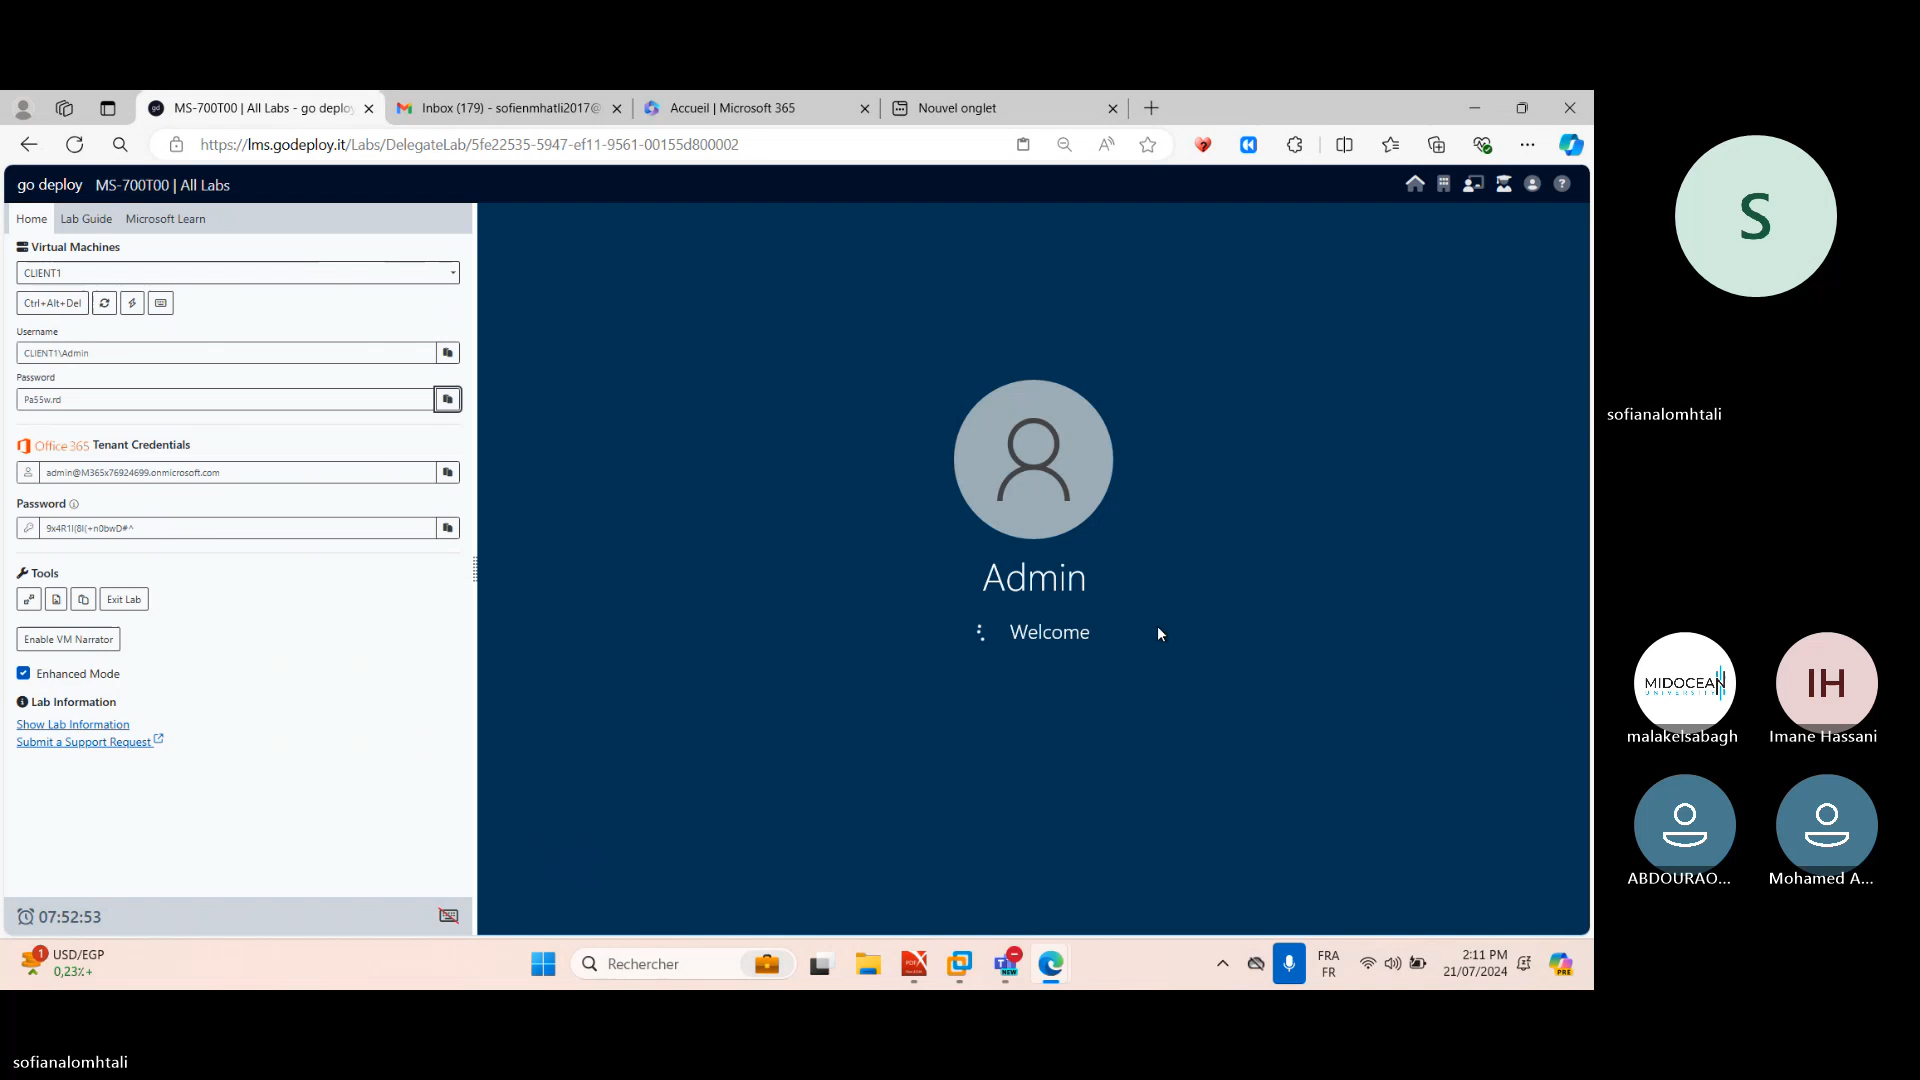 MS-700T00 | All Labs - go deploy
Inbox (179) - sofienmhatli2017@
Accueil | Microsoft 365
Nouvel onglet
https://lms.godeploy.it/Labs/DelegateLab/5fe22535-5947-ef11-9561-00155d800002
go deploy MS-700T00 | All Labs
Home Lab Guide Microsoft Learn
Virtual Machines
CLIENT1
Ctrl+Alt+Del
Username
CLIENT1\Admin
Password
Pa55w.rd
Office 365 Tenant Credentials
admin@M365x76924699.onmicrosoft.com
Password
Tools
Exit Lab
Enable VM Narrator
Enhanced Mode
Lab Information
Show Lab Information
Submit a Support Request
07:52:53
Admin
Welcome
1
USD/EGP
0,23%+
Rechercher
NEW
FRA
FR
2:11 PM
21/07/2024
PRE
S
sofianalomhtali
MIDOCEAN
UNIVERSITY
malakelsabagh
IH
Imane Hassani
ABDOURAO...
Mohamed A...
sofianalomhtali